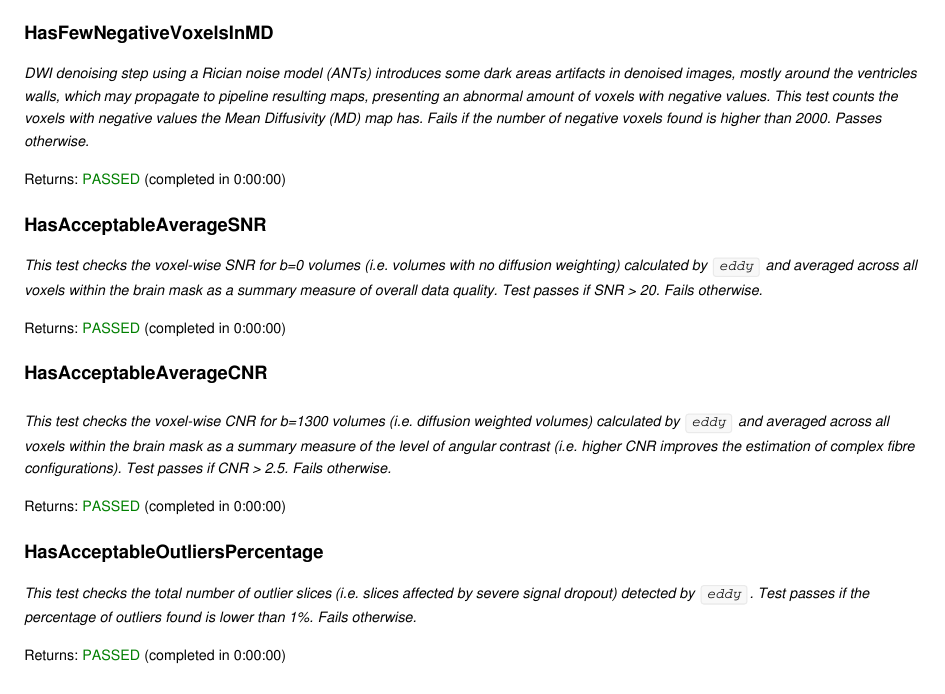 HasFewNegativeVoxelsInMD
DWI denoising step using a Rician noise model (ANTs) introduces some dark areas artifacts in denoised images, mostly around the ventricles
walls, which may propagate to pipeline resulting maps, presenting an abnormal amount of voxels with negative values. This test counts the
voxels with negative values the Mean Diffusivity (MD) map has. Fails if the number of negative voxels found is higher than 2000. Passes
otherwise.
Returns: PASSED (completed in 0:00:00)
HasAcceptableAverageSNR
This test checks the voxel-wise SNR for b=0 volumes (i.e. volumes with no diffusion weighting) calculated by eddy and averaged across all
voxels within the brain mask as a summary measure of overall data quality. Test passes if SNR > 20. Fails otherwise.
Returns: PASSED (completed in 0:00:00)
HasAcceptableAverageCNR
This test checks the voxel-wise CNR for b=1300 volumes (i.e. diffusion weighted volumes) calculated by eddy and averaged across all
voxels within the brain mask as a summary measure of the level of angular contrast (i.e. higher CNR improves the estimation of complex fibre
configurations). Test passes if CNR > 2.5. Fails otherwise.
Returns: PASSED (completed in 0:00:00)
HasAcceptableOutliersPercentage
This test checks the total number of outlier slices (i.e. slices affected by severe signal dropout) detected by eddy . Test passes if the
percentage of outliers found is lower than 1%. Fails otherwise.
Returns: PASSED (completed in 0:00:00)